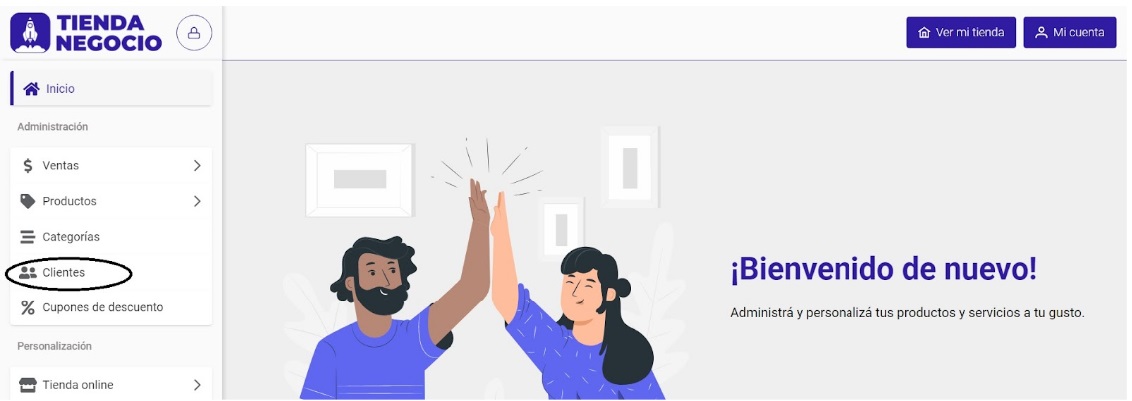 TIENDA
NEGOCIO
Ver mi tienda
Mi cuenta
Inicio
Administración
Ventas
Productos
Categorías
Clientes
Cupones de descuento
Personalización
Tienda online
¡Bienvenido de nuevo!
Administrá y personalizá tus productos y servicios a tu gusto.